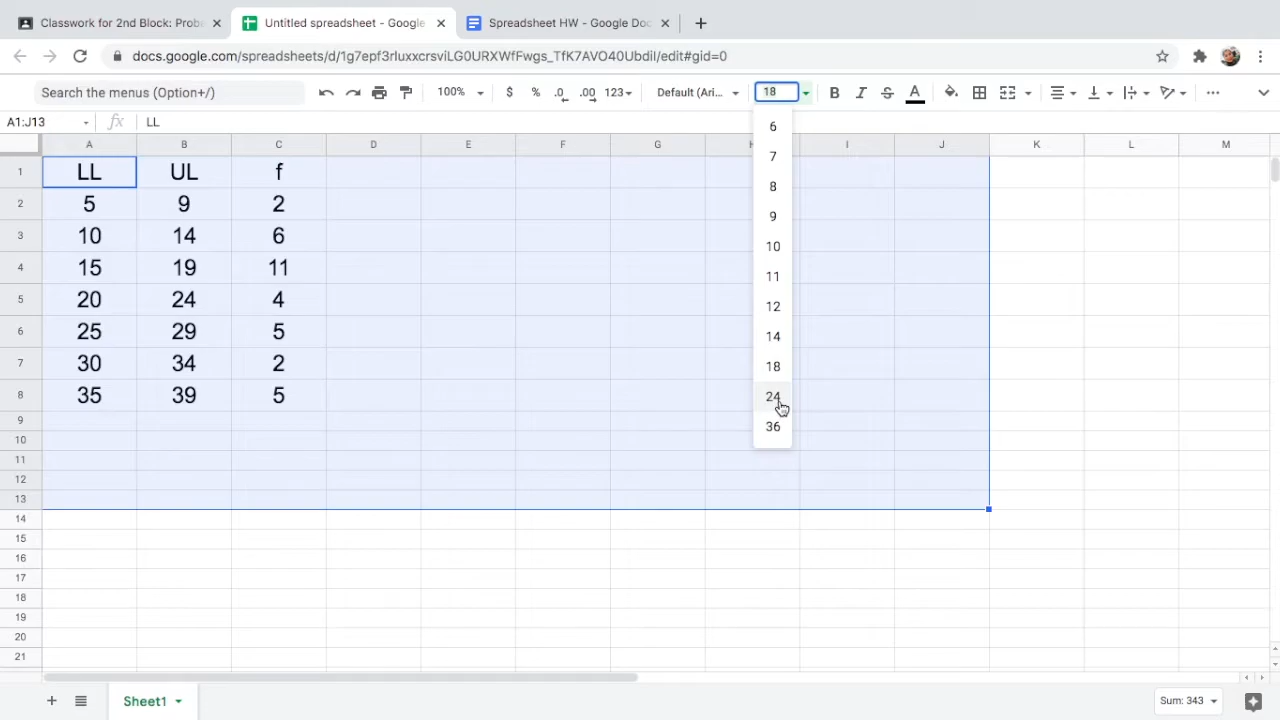 Classwork for 2nd Block: Prob
Untitled spreadsheet - Google
Spreadsheet HW - Google Doc
docs.google.com/spreadsheets/d/1g7epf3rluxxcrsviLG0URXWfFwgs_TfK7AVO40UbdiI/edit#gid=0
Search the menus (Option+/) 100% $ % .0 .00 123 Default (Ari... 18 B I S A
A1:J13 fx LL
A B C D E F G H I J K L M
1 LL UL f
2 5 9 2
3 10 14 6
4 15 19 11
5 20 24 4
6 25 29 5
7 30 34 2
8 35 39 5
9
10
11
12
13
14
15
16
17
18
19
20
21
6
7
8
9
10
11
12
14
18
24
36
Sheet1 Sum: 343